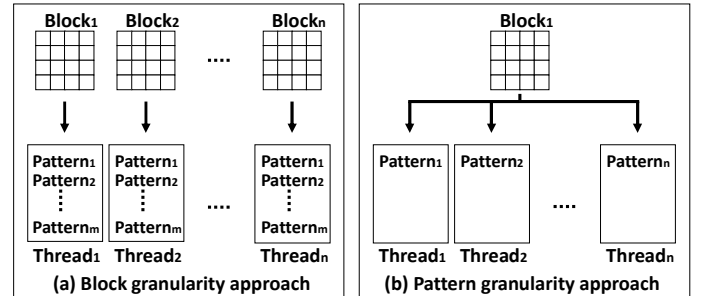 Block₁ Block₂ .... Blockₙ
Pattern₁ Pattern₁ Pattern₁
Pattern₂ Pattern₂ .... Pattern₂
Patternₘ Patternₘ Patternₘ
Thread₁ Thread₂ Threadₙ
(a) Block granularity approach
Block₁
Pattern₁ Pattern₂ Patternₙ
....
Thread₁ Thread₂ Threadₙ
(b) Pattern granularity approach